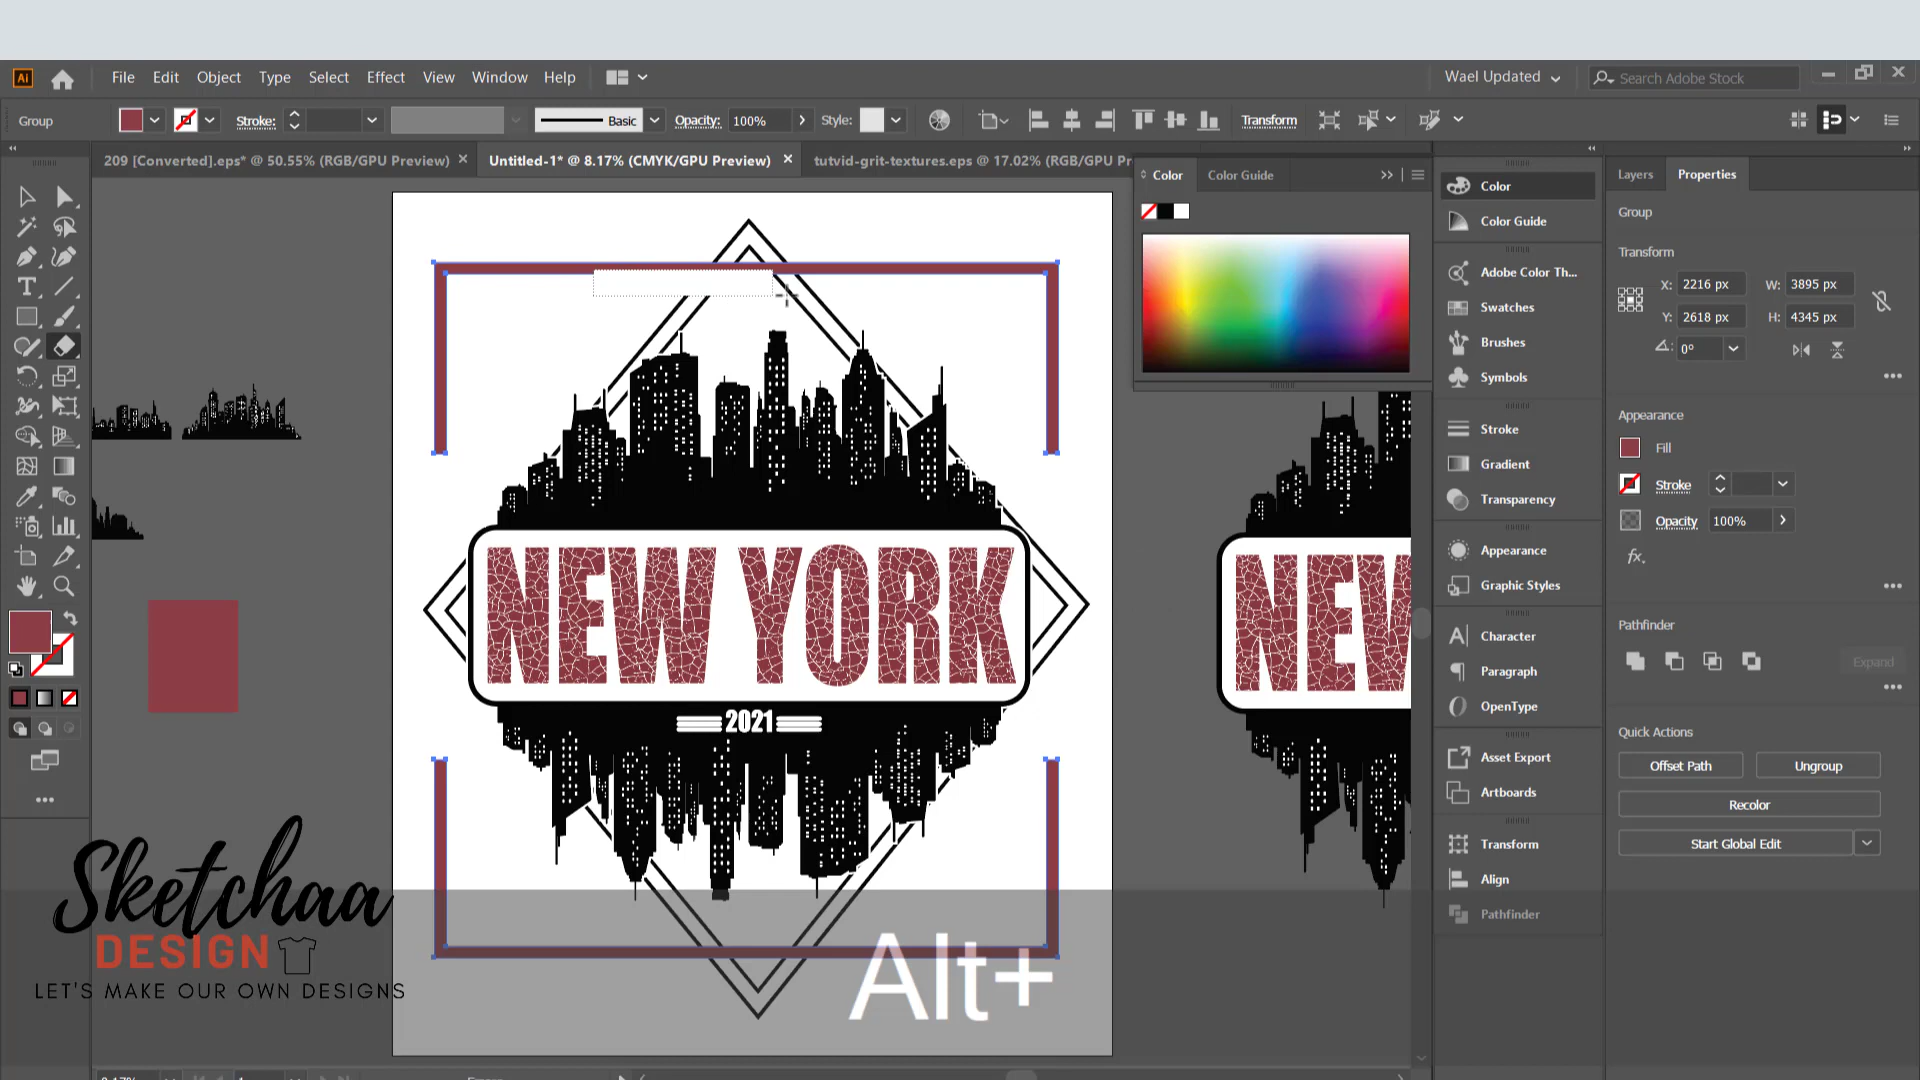 Ai File Edit Object Type Select Effect View Window Help Wael Updated Search Adobe Stock
Group Stroke: Basic Opacity: 100% Style: Transform
209 [Converted].eps* @ 50.55% (RGB/GPU Preview) Untitled-1* @ 8.17% (CMYK/GPU Preview) tutvid-grit-textures.eps @ 17.02% (RGB/GPU Pr
Color Color Guide
Color
Color Guide
Adobe Color Th...
Swatches
Brushes
Symbols
Stroke
Gradient
Transparency
Appearance
Graphic Styles
Character
Paragraph
OpenType
Asset Export
Artboards
Transform
Align
Pathfinder
Layers Properties
Group
Transform
X: 2216 px W: 3895 px
Y: 2618 px H: 4345 px
0°
Appearance
Fill
Stroke
Opacity 100%
fx.
Pathfinder
Expand
Quick Actions
Offset Path Ungroup
Recolor
Start Global Edit
NEW YORK
2021
NEW
Sketchaa
DESIGN
LET'S MAKE OUR OWN DESIGNS
Alt+